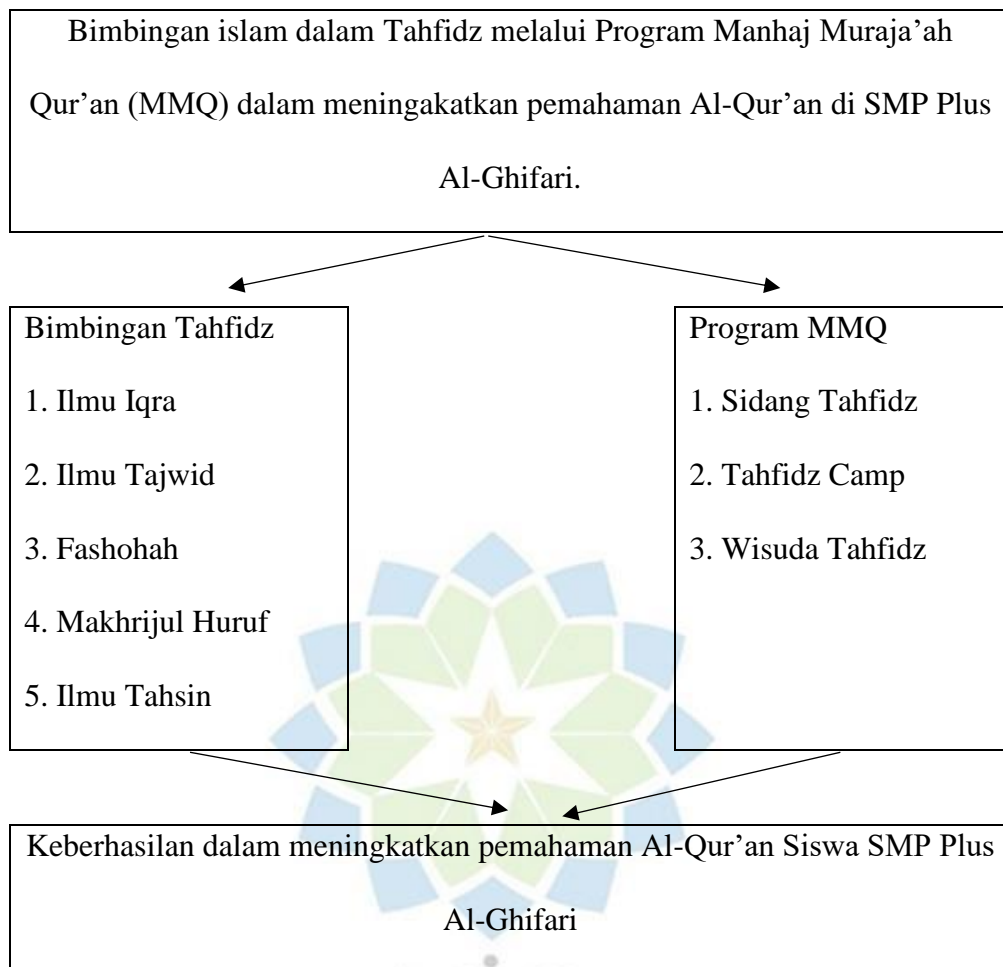 Bimbingan islam dalam Tahfidz melalui Program Manhaj Muraja’ah
Qur’an (MMQ) dalam meningakatkan pemahaman Al-Qur’an di SMP Plus
Al-Ghifari.
Bimbingan Tahfidz
1. Ilmu Iqra
2. Ilmu Tajwid
3. Fashohah
4. Makhrijul Huruf
5. Ilmu Tahsin
Program MMQ
1. Sidang Tahfidz
2. Tahfidz Camp
3. Wisuda Tahfidz
Keberhasilan dalam meningkatkan pemahaman Al-Qur’an Siswa SMP Plus
Al-Ghifari